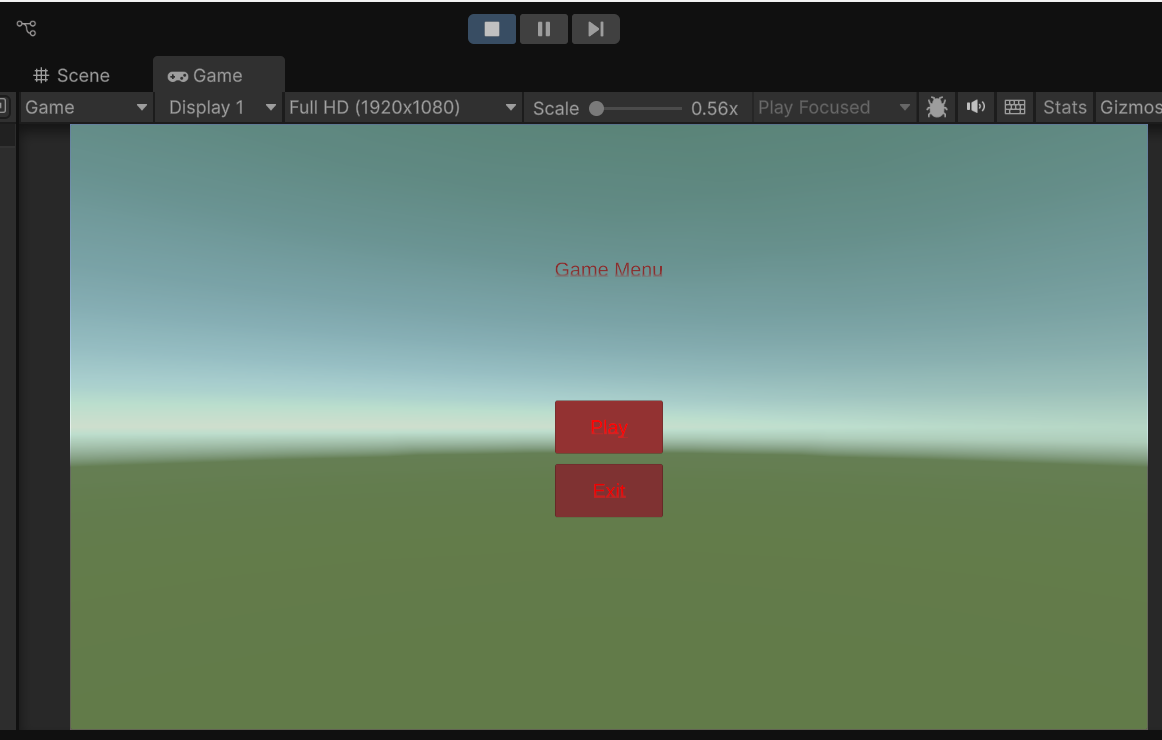 Scene
Game
Game
Display 1
Full HD (1920x1080)
Scale
0.56x
Play Focused
Stats
Gizmos
Game Menu
Play
Exit